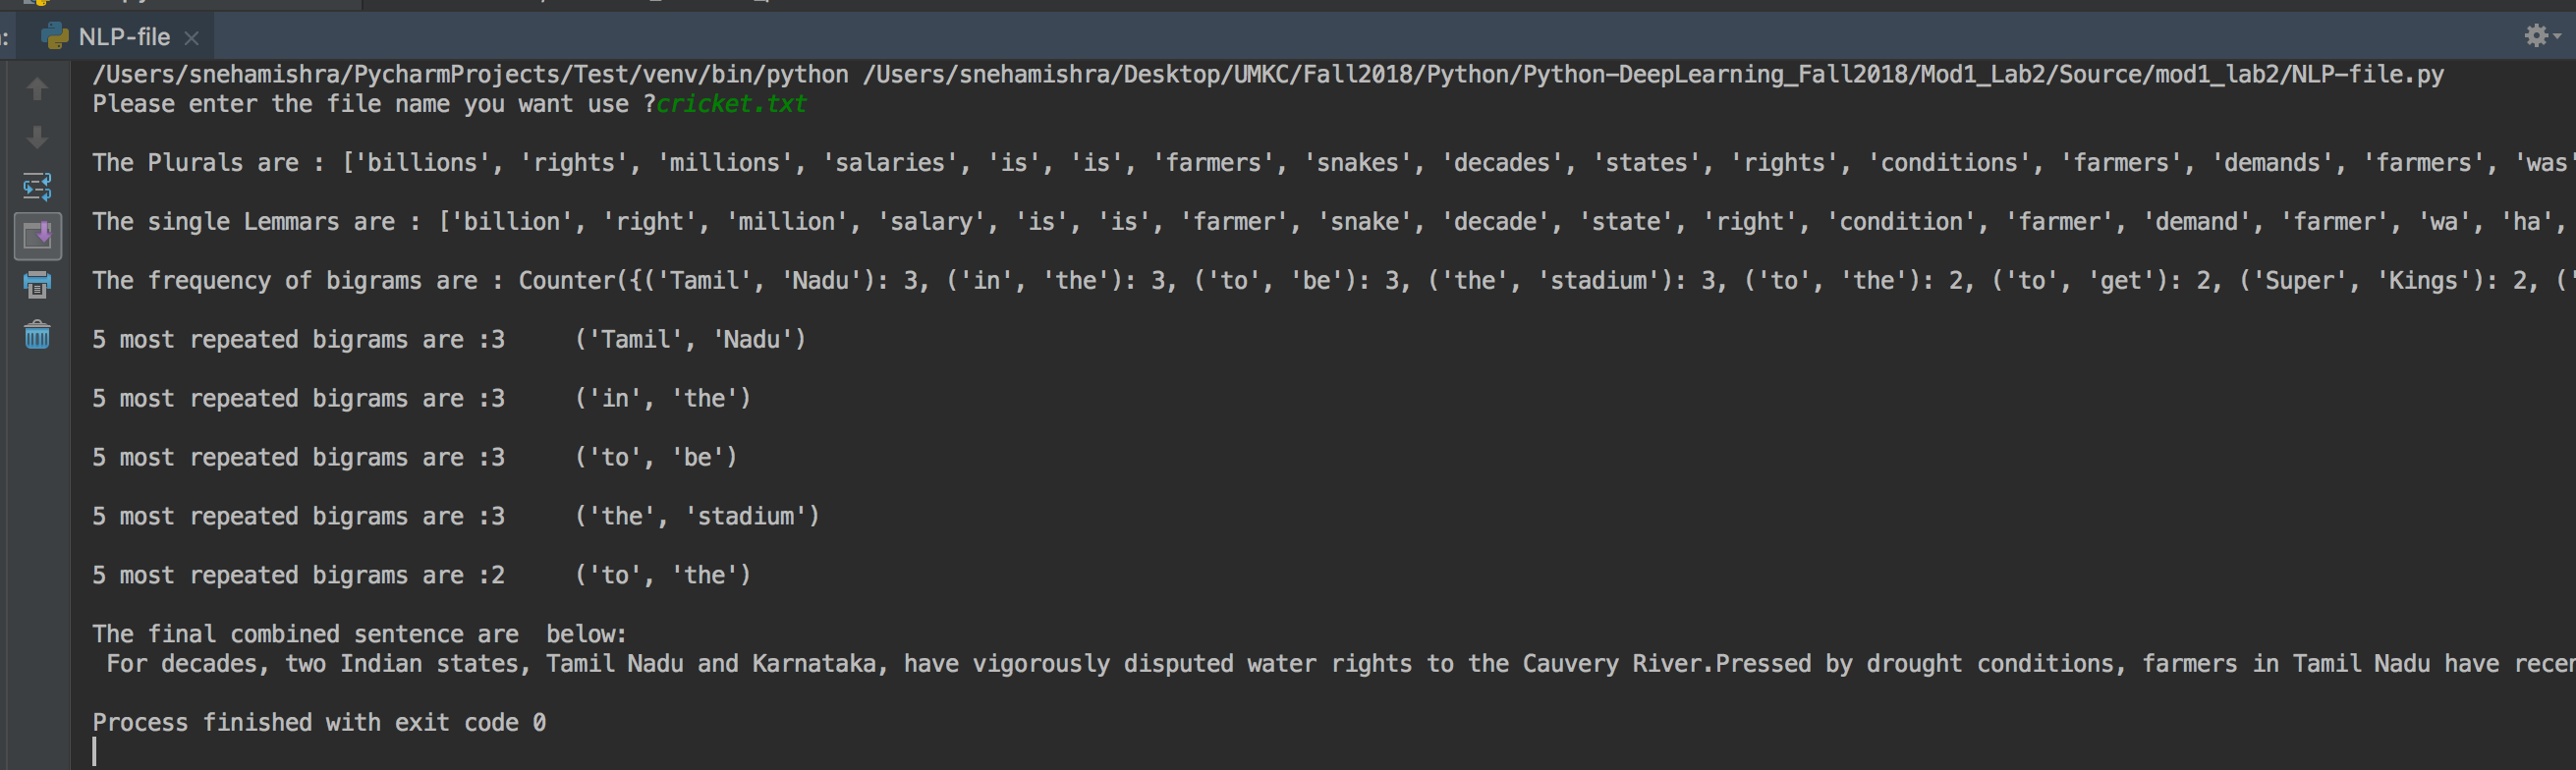 NLP-file
/Users/snehamishra/PycharmProjects/Test/venv/bin/python /Users/snehamishra/Desktop/UMKC/Fall2018/Python/Python-DeepLearning_Fall2018/Mod1_Lab2/Source/mod1_lab2/NLP-file.py
Please enter the file name you want use ?cricket.txt
The Plurals are : ['billions', 'rights', 'millions', 'salaries', 'is', 'is', 'farmers', 'snakes', 'decades', 'states', 'rights', 'conditions', 'farmers', 'demands', 'farmers', 'was'
The single Lemmars are : ['billion', 'right', 'million', 'salary', 'is', 'is', 'farmer', 'snake', 'decade', 'state', 'right', 'condition', 'farmer', 'demand', 'farmer', 'wa', 'ha',
The frequency of bigrams are : Counter({('Tamil', 'Nadu'): 3, ('in', 'the'): 3, ('to', 'be'): 3, ('the', 'stadium'): 3, ('to', 'the'): 2, ('to', 'get'): 2, ('Super', 'Kings'): 2, ('
5 most repeated bigrams are :3     ('Tamil', 'Nadu')
5 most repeated bigrams are :3     ('in', 'the')
5 most repeated bigrams are :3     ('to', 'be')
5 most repeated bigrams are :3     ('the', 'stadium')
5 most repeated bigrams are :2     ('to', 'the')
The final combined sentence are  below:
For decades, two Indian states, Tamil Nadu and Karnataka, have vigorously disputed water rights to the Cauvery River.Pressed by drought conditions, farmers in Tamil Nadu have
Process finished with exit code 0